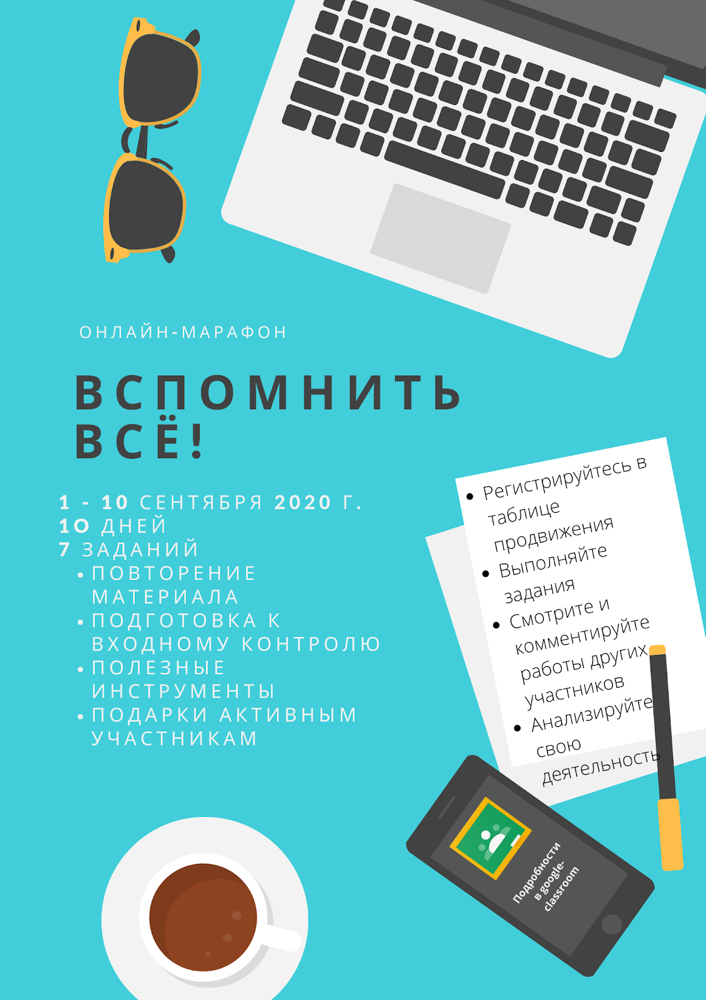 ОНЛАЙН-МАРАФОН
ВСПОМНИТЬ
ВСЁ!
1 - 10 СЕНТЯБРЯ 2020 Г.
10 ДНЕЙ
7 ЗАДАНИЙ
• ПОВТОРЕНИЕ
МАТЕРИАЛА
• ПОДГОТОВКА К
ВХОДНОМУ КОНТРОЛЮ
• ПОЛЕЗНЫЕ
ИНСТРУМЕНТЫ
• ПОДАРКИ АКТИВНЫМ
УЧАСТНИКАМ
• Регистрируйтесь в
таблице
продвижения
• Выполняйте
задания
• Смотрите и
комментируйте
работы других
участников
• Анализируйте
свою
деятельность
Подробности
в google-
classroom